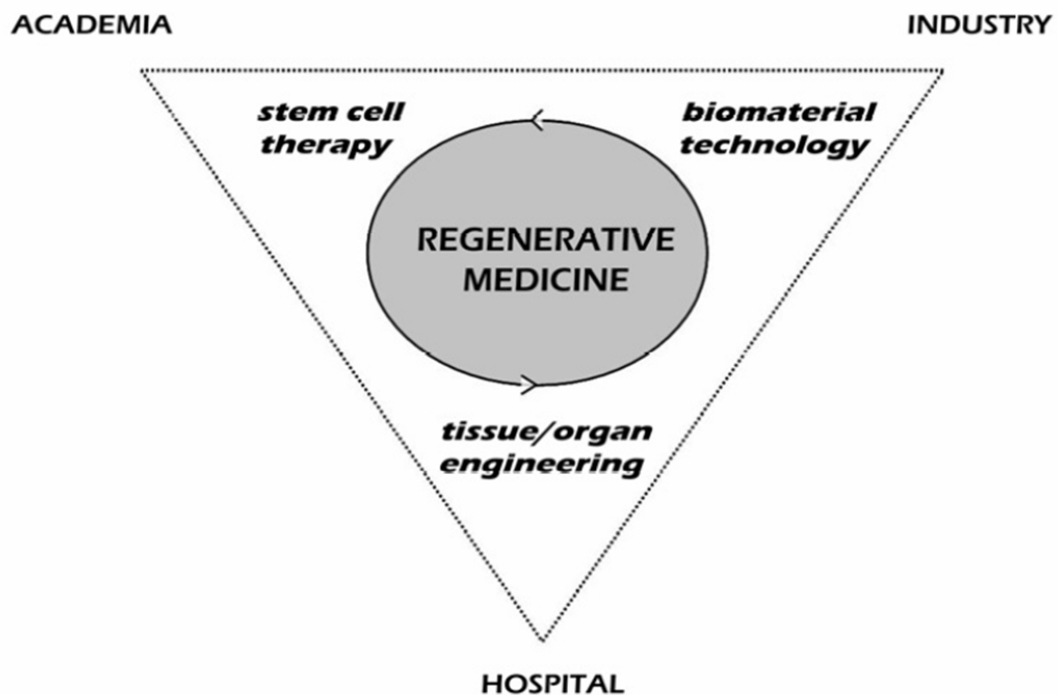 ACADEMIA
INDUSTRY
stem cell
therapy
biomaterial
technology
REGENERATIVE
MEDICINE
tissue/organ
engineering
HOSPITAL